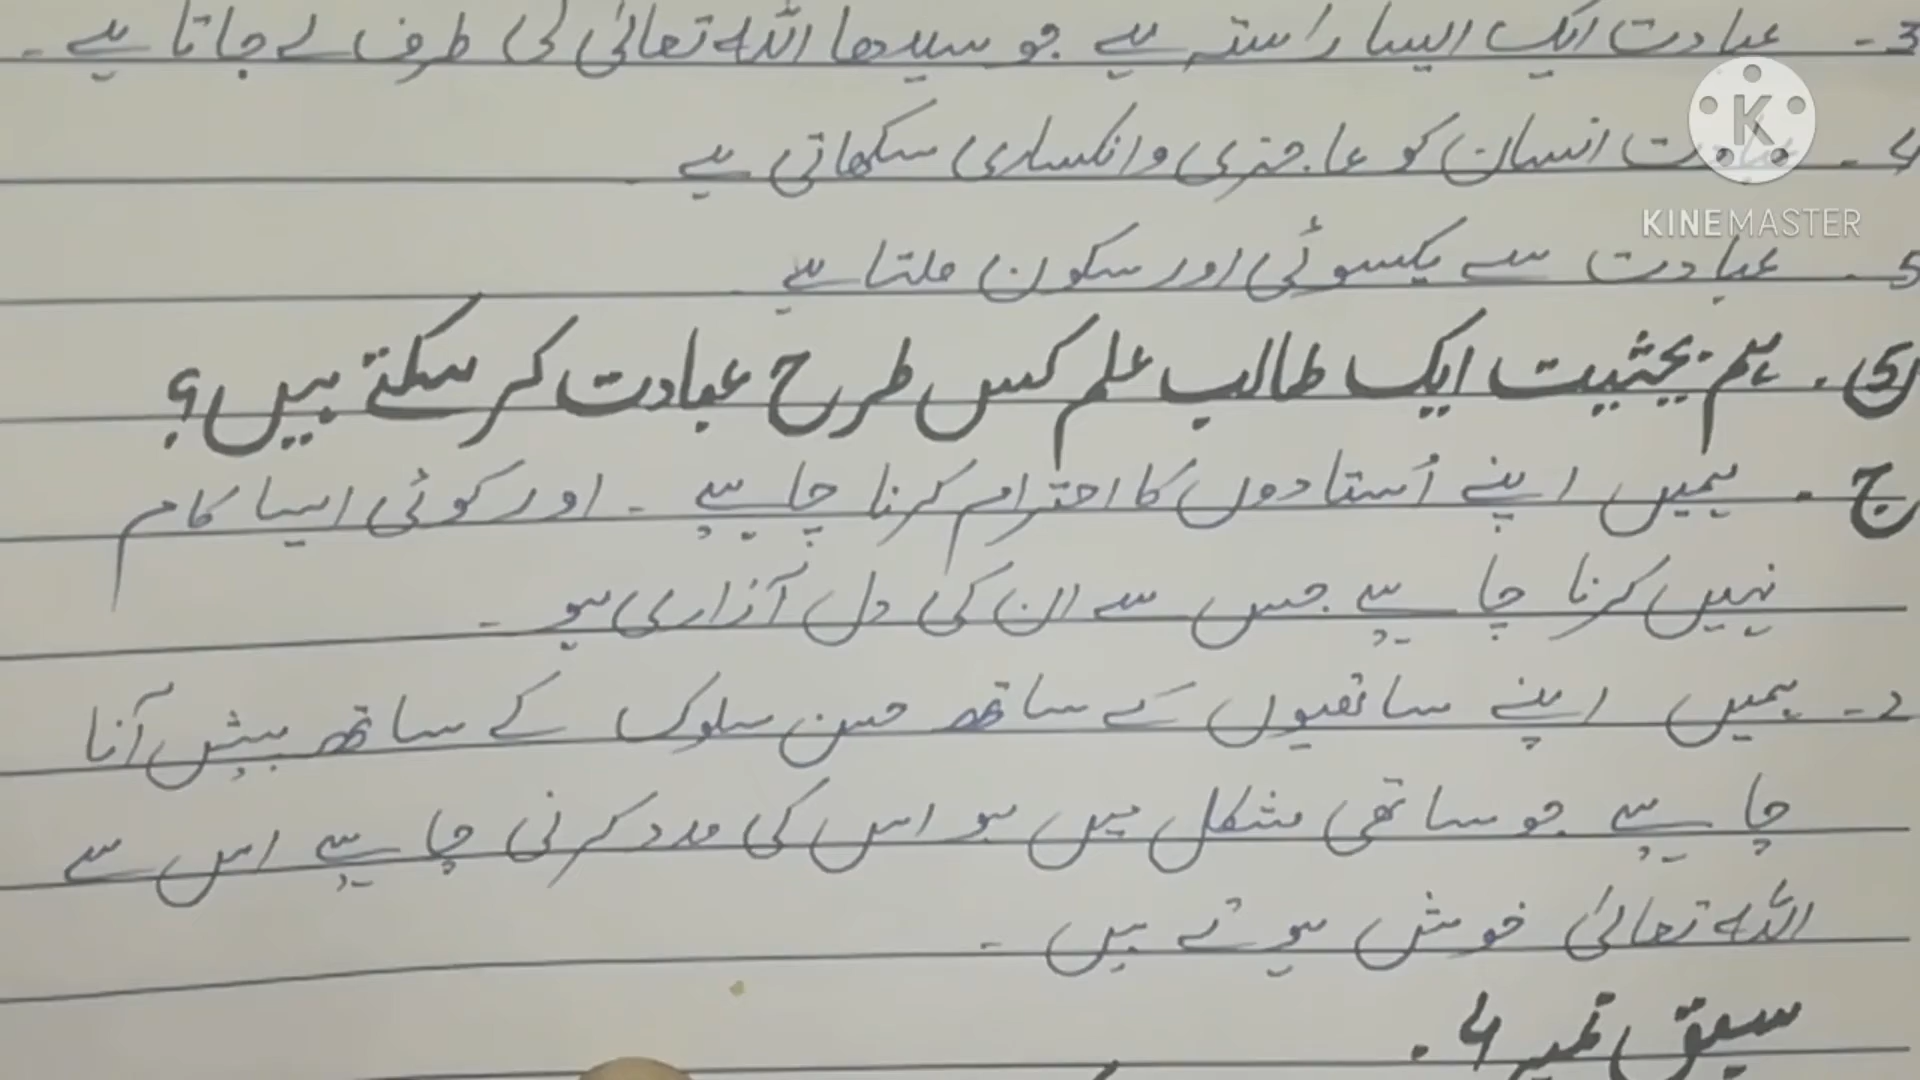 3- عبادت ایک ایسا راستہ ہے جو سیدھا اللہ تعالیٰ کی طرف لے جاتا ہے -
4- انسان کو عاجزی و انکساری سکھاتی ہے -
KINEMASTER
5- عبادت سے یکسوئی اور سکون ملتا ہے
(5). ہم بحثیت ایک طالب علم کس طرح عبادت کر سکتے ہیں؟
ج . ہمیں اپنے اُستادوں کا احترام کرنا چاہیے - اور کوئی ایسا کام
نہیں کرنا چاہیے جس سے ان کی دل آزاری ہو -
2- ہمیں اپنے ساتھیوں کے ساتھ حسن سلوک کے ساتھ پیش آنا
چاہیے جو ساتھی مشکل میں ہو اس کی مدد کرنی چاہیے اس سے
اللہ تعالیٰ خوش ہوتے ہیں -
سبق نمبر 4 .